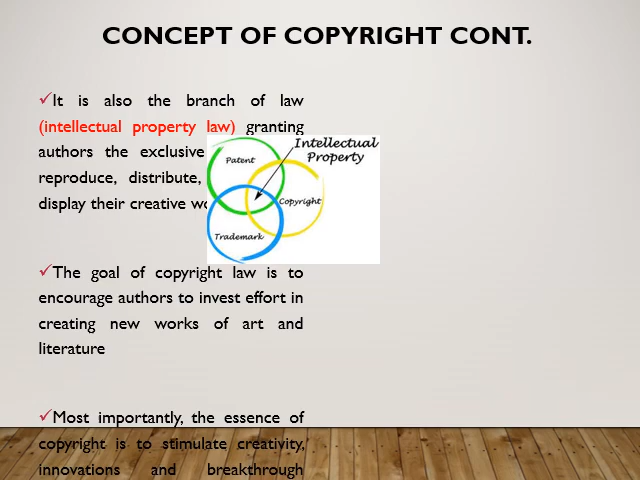 CONCEPT OF COPYRIGHT CONT.
✓It is also the branch of law
(intellectual property law) granting
authors the exclusive
reproduce, distribute,
display their creative
Intellectual
Property
Patent
Copyright
Trademark
✓The goal of copyright law is to
encourage authors to invest effort in
creating new works of art and
literature
✓Most importantly, the essence of
copyright is to stimulate creativity,
innovations and breakthrough